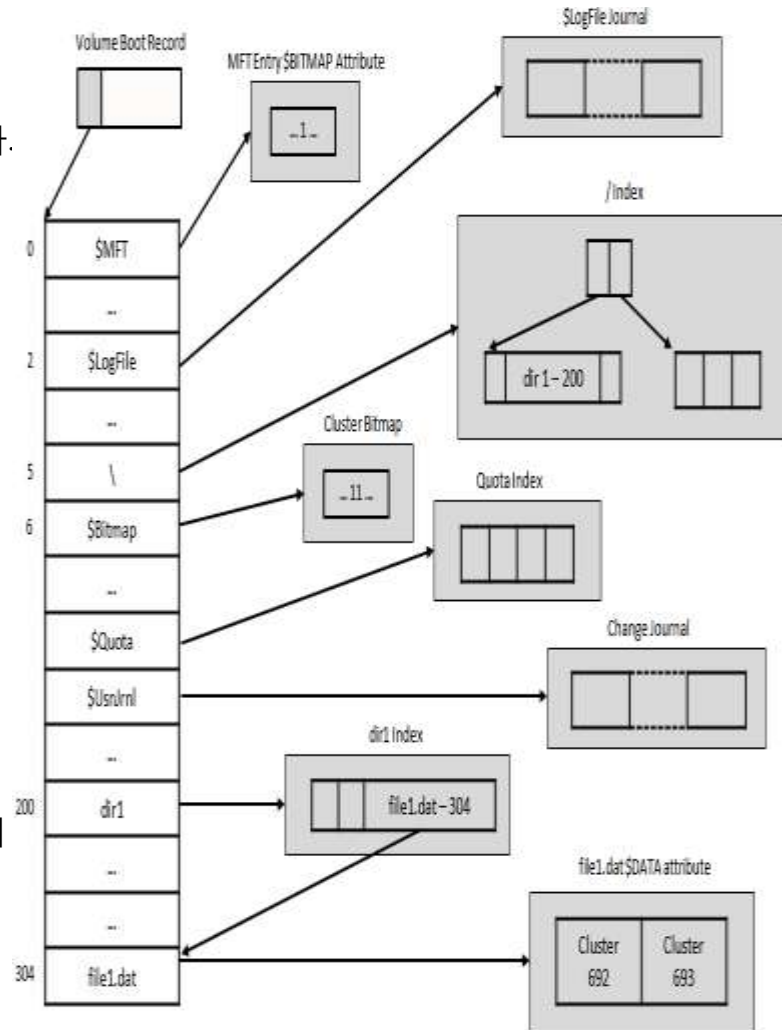 $LogFile Journal
Volume Boot Record
MFT Entry $BITMAP Attribute
... 1 ...
/ Index
0 $MFT
...
2 $LogFile
dir 1 – 200
...
Cluster Bitmap
5 \
... 11 ...
Quota Index
6 $Bitmap
...
$Quota
Change Journal
$UsnJrnl
...
dir1 Index
200 dir1
file1.dat – 304
...
file1.dat $DATA attribute
...
304 file1.dat
Cluster 692
Cluster 693